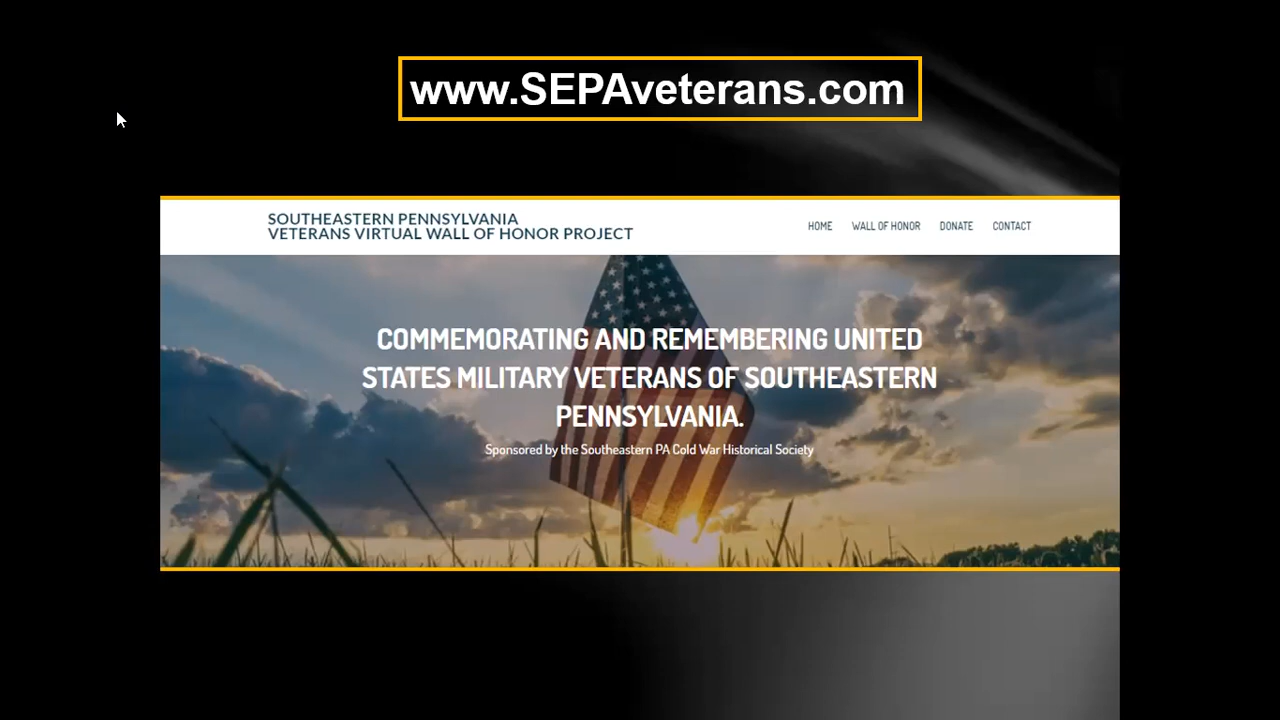 www.SEPAveterans.com
SOUTHEASTERN PENNSYLVANIA
VETERANS VIRTUAL WALL OF HONOR PROJECT
HOME WALL OF HONOR DONATE CONTACT
COMMEMORATING AND REMEMBERING UNITED
STATES MILITARY VETERANS OF SOUTHEASTERN
PENNSYLVANIA.
Sponsored by the Southeastern PA Cold War Historical Society